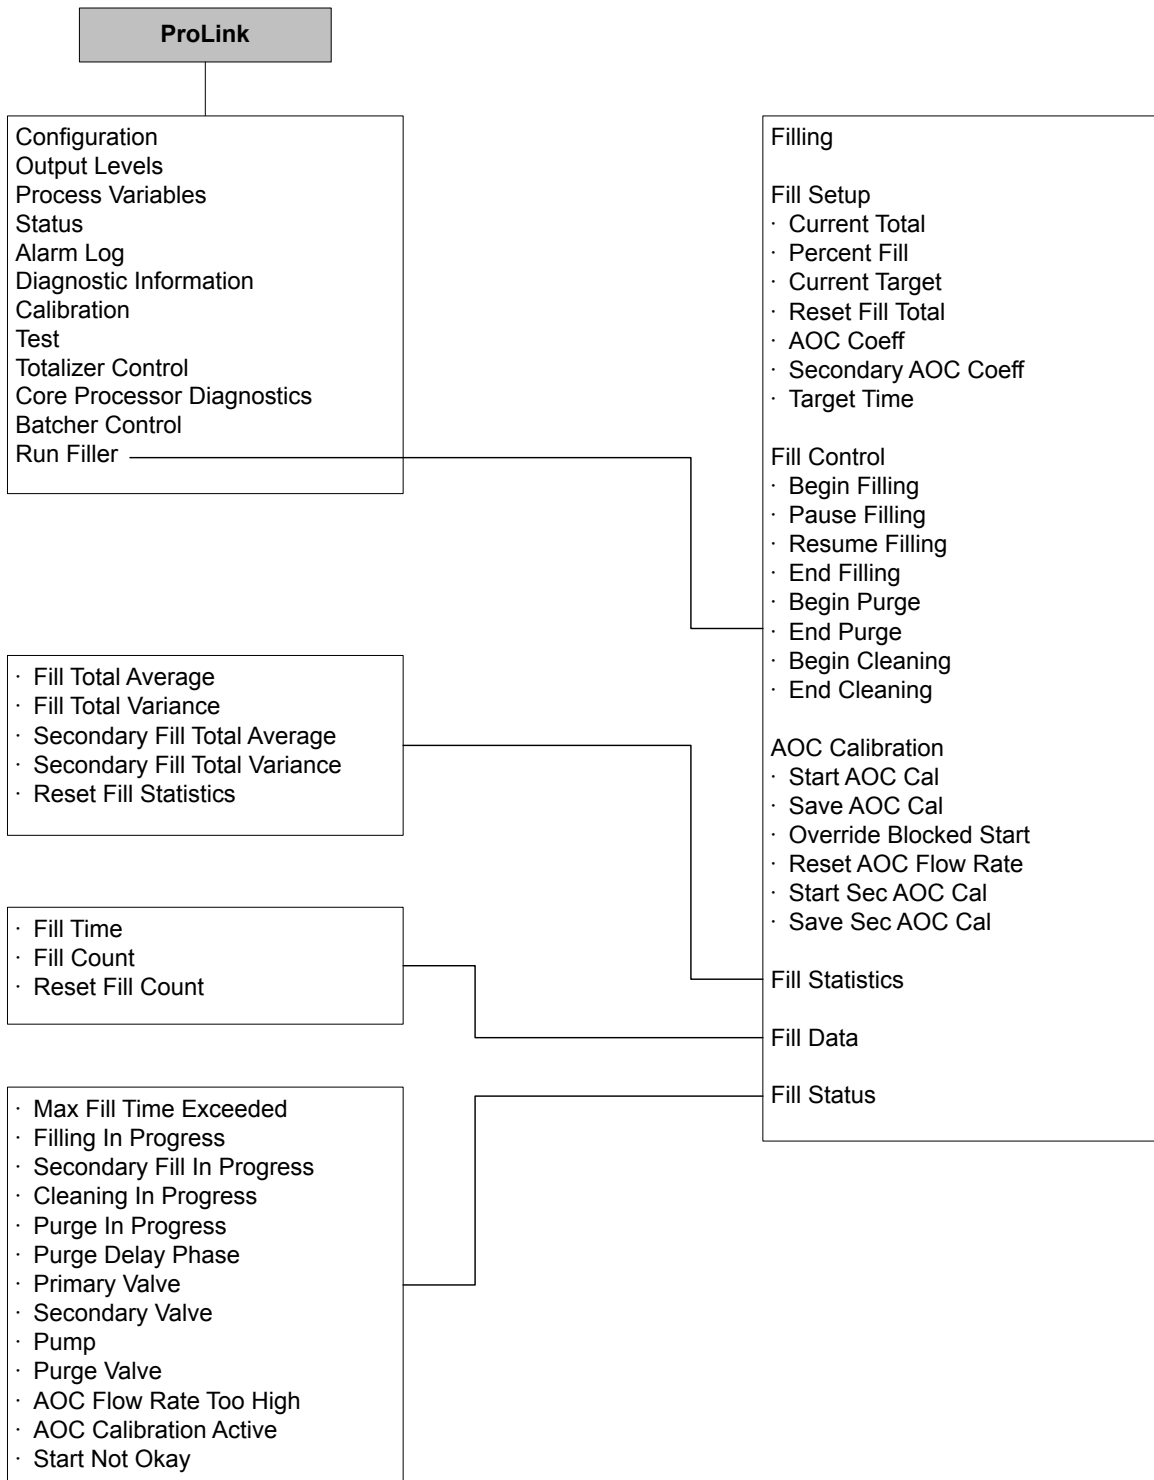 ProLink
Configuration
Output Levels
Process Variables
Status
Alarm Log
Diagnostic Information
Calibration
Test
Totalizer Control
Core Processor Diagnostics
Batcher Control
Run Filler
Filling
Fill Setup
· Current Total
· Percent Fill
· Current Target
· Reset Fill Total
· AOC Coeff
· Secondary AOC Coeff
· Target Time
Fill Control
· Begin Filling
· Pause Filling
· Resume Filling
· End Filling
· Begin Purge
· End Purge
· Begin Cleaning
· End Cleaning
AOC Calibration
· Start AOC Cal
· Save AOC Cal
· Override Blocked Start
· Reset AOC Flow Rate
· Start Sec AOC Cal
· Save Sec AOC Cal
Fill Statistics
Fill Data
Fill Status
· Fill Total Average
· Fill Total Variance
· Secondary Fill Total Average
· Secondary Fill Total Variance
· Reset Fill Statistics
· Fill Time
· Fill Count
· Reset Fill Count
· Max Fill Time Exceeded
· Filling In Progress
· Secondary Fill In Progress
· Cleaning In Progress
· Purge In Progress
· Purge Delay Phase
· Primary Valve
· Secondary Valve
· Pump
· Purge Valve
· AOC Flow Rate Too High
· AOC Calibration Active
· Start Not Okay